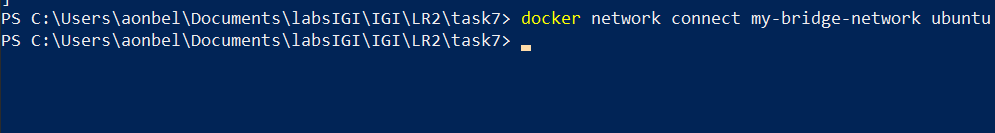 PS C:\Users\aonbel\Documents\labsIGI\IGI\LR2\task7> docker network connect my-bridge-network ubuntu
PS C:\Users\aonbel\Documents\labsIGI\IGI\LR2\task7>